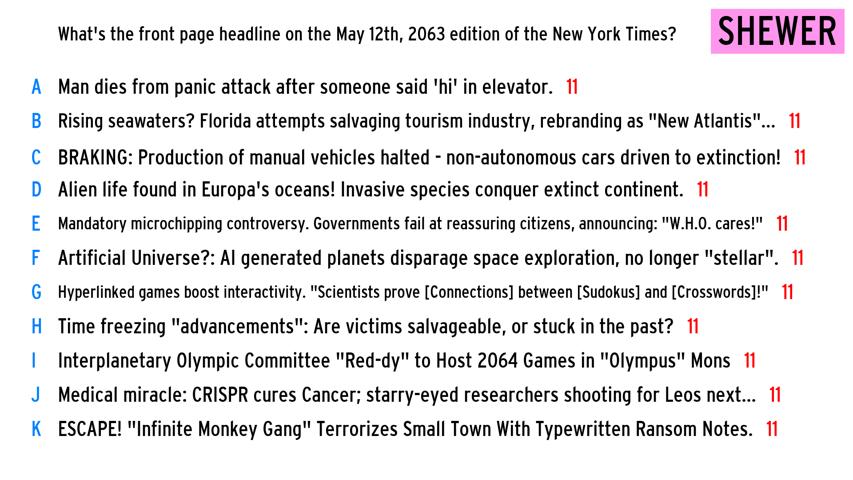 What's the front page headline on the May 12th, 2063 edition of the New York Times?
SHEWER
A Man dies from panic attack after someone said 'hi' in elevator. 11
B Rising seawaters? Florida attempts salvaging tourism industry, rebranding as "New Atlantis"... 11
C BRAKING: Production of manual vehicles halted - non-autonomous cars driven to extinction! 11
D Alien life found in Europa's oceans! Invasive species conquer extinct continent. 11
E Mandatory microchipping controversy. Governments fail at reassuring citizens, announcing: "W.H.O. cares!" 11
F Artificial Universe?: AI generated planets disparage space exploration, no longer "stellar". 11
G Hyperlinked games boost interactivity. "Scientists prove [Connections] between [Sudokus] and [Crosswords]!" 11
H Time freezing "advancements": Are victims salvageable, or stuck in the past? 11
I Interplanetary Olympic Committee "Red-dy" to Host 2064 Games in "Olympus" Mons 11
J Medical miracle: CRISPR cures Cancer; starry-eyed researchers shooting for Leos next... 11
K ESCAPE! "Infinite Monkey Gang" Terrorizes Small Town With Typewritten Ransom Notes. 11